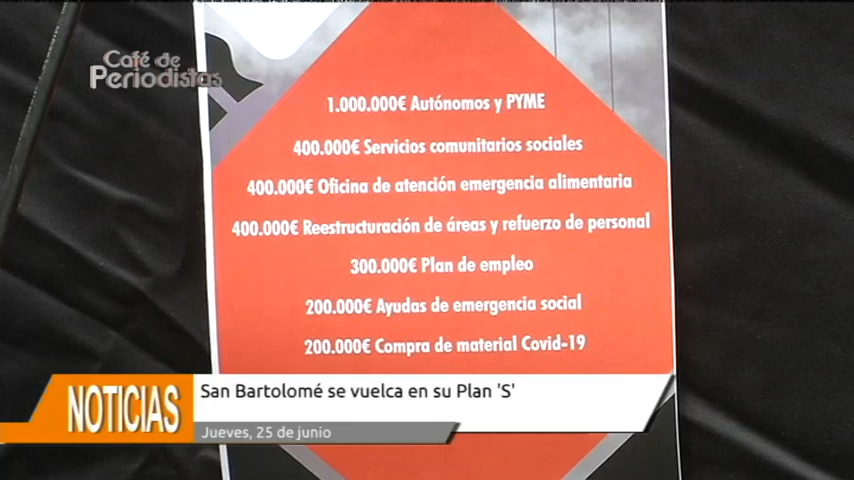 Café de
Periodistas
1.000.000€ Autónomos y PYME
400.000€ Servicios comunitarios sociales
400.000€ Oficina de atención emergencia alimentaria
400.000€ Reestructuración de áreas y refuerzo de personal
300.000€ Plan de empleo
200.000€ Ayudas de emergencia social
200.000€ Compra de material Covid-19
NOTICIAS
San Bartolomé se vuelca en su Plan 'S'
Jueves, 25 de junio